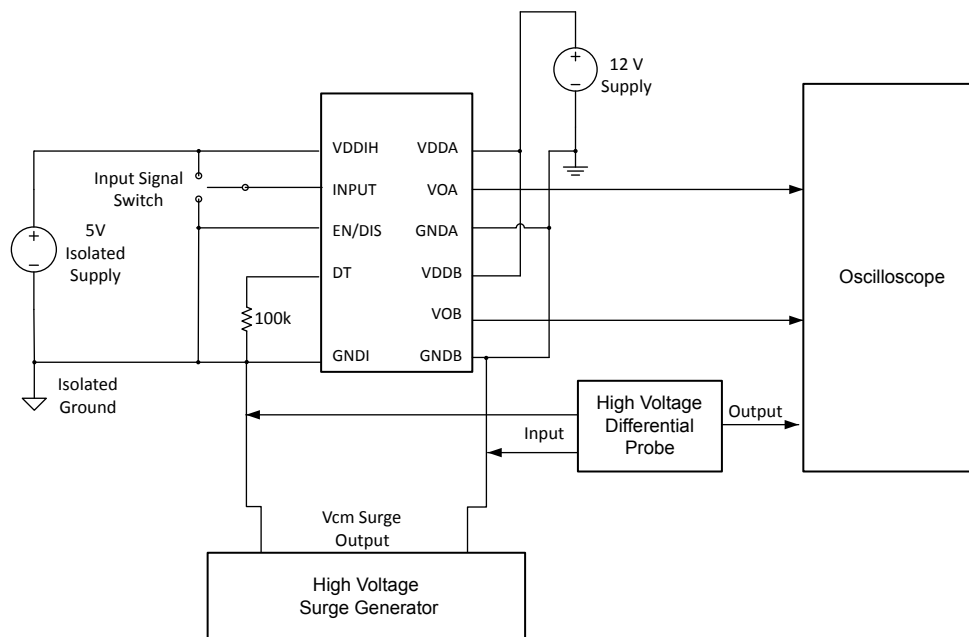 12 V
Supply
VDDIH
VDDA
Input Signal
Switch
INPUT
VOA
5V
Isolated
Supply
EN/DIS
GNDA
DT
VDDB
Oscilloscope
100k
VOB
GNDI
GNDB
Isolated
Ground
High Voltage
Differential
Probe
Input
Output
Vcm Surge
Output
High Voltage
Surge Generator
+
−
+
−